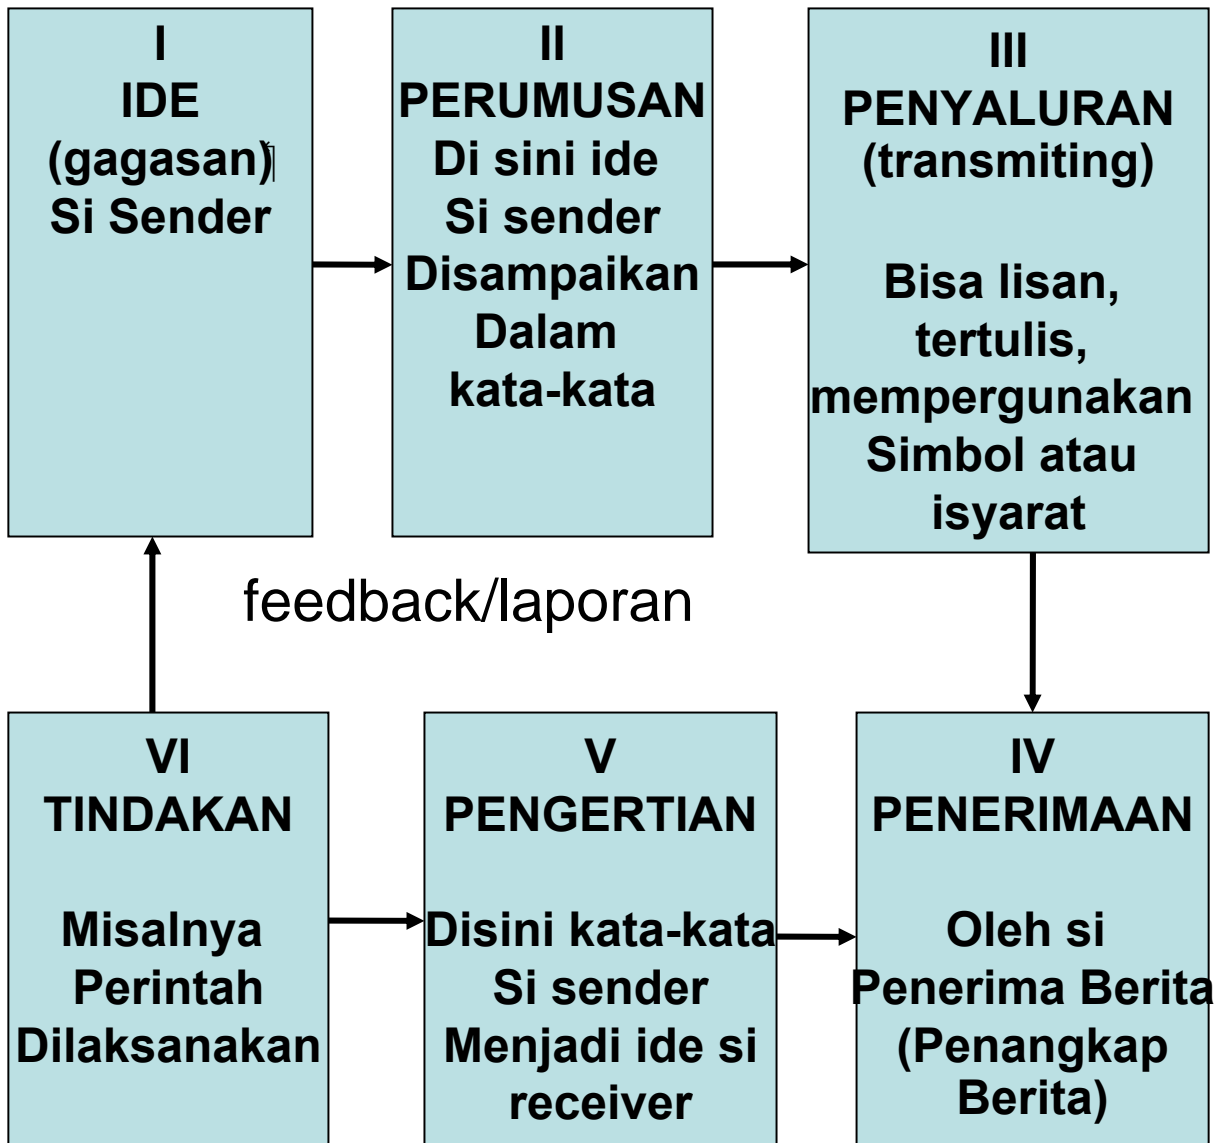 I
IDE
(gagasan)
Si Sender
II
PERUMUSAN
Di sini ide
Si sender
Disampaikan
Dalam
kata-kata
III
PENYALURAN
(transmiting)
Bisa lisan,
tertulis,
mempergunakan
Simbol atau
isyarat
feedback/laporan
VI
TINDAKAN
Misalnya
Perintah
Dilaksanakan
V
PENGERTIAN
Disini kata-kata
Si sender
Menjadi ide si
receiver
IV
PENERIMAAN
Oleh si
Penerima Berita
(Penangkap
Berita)